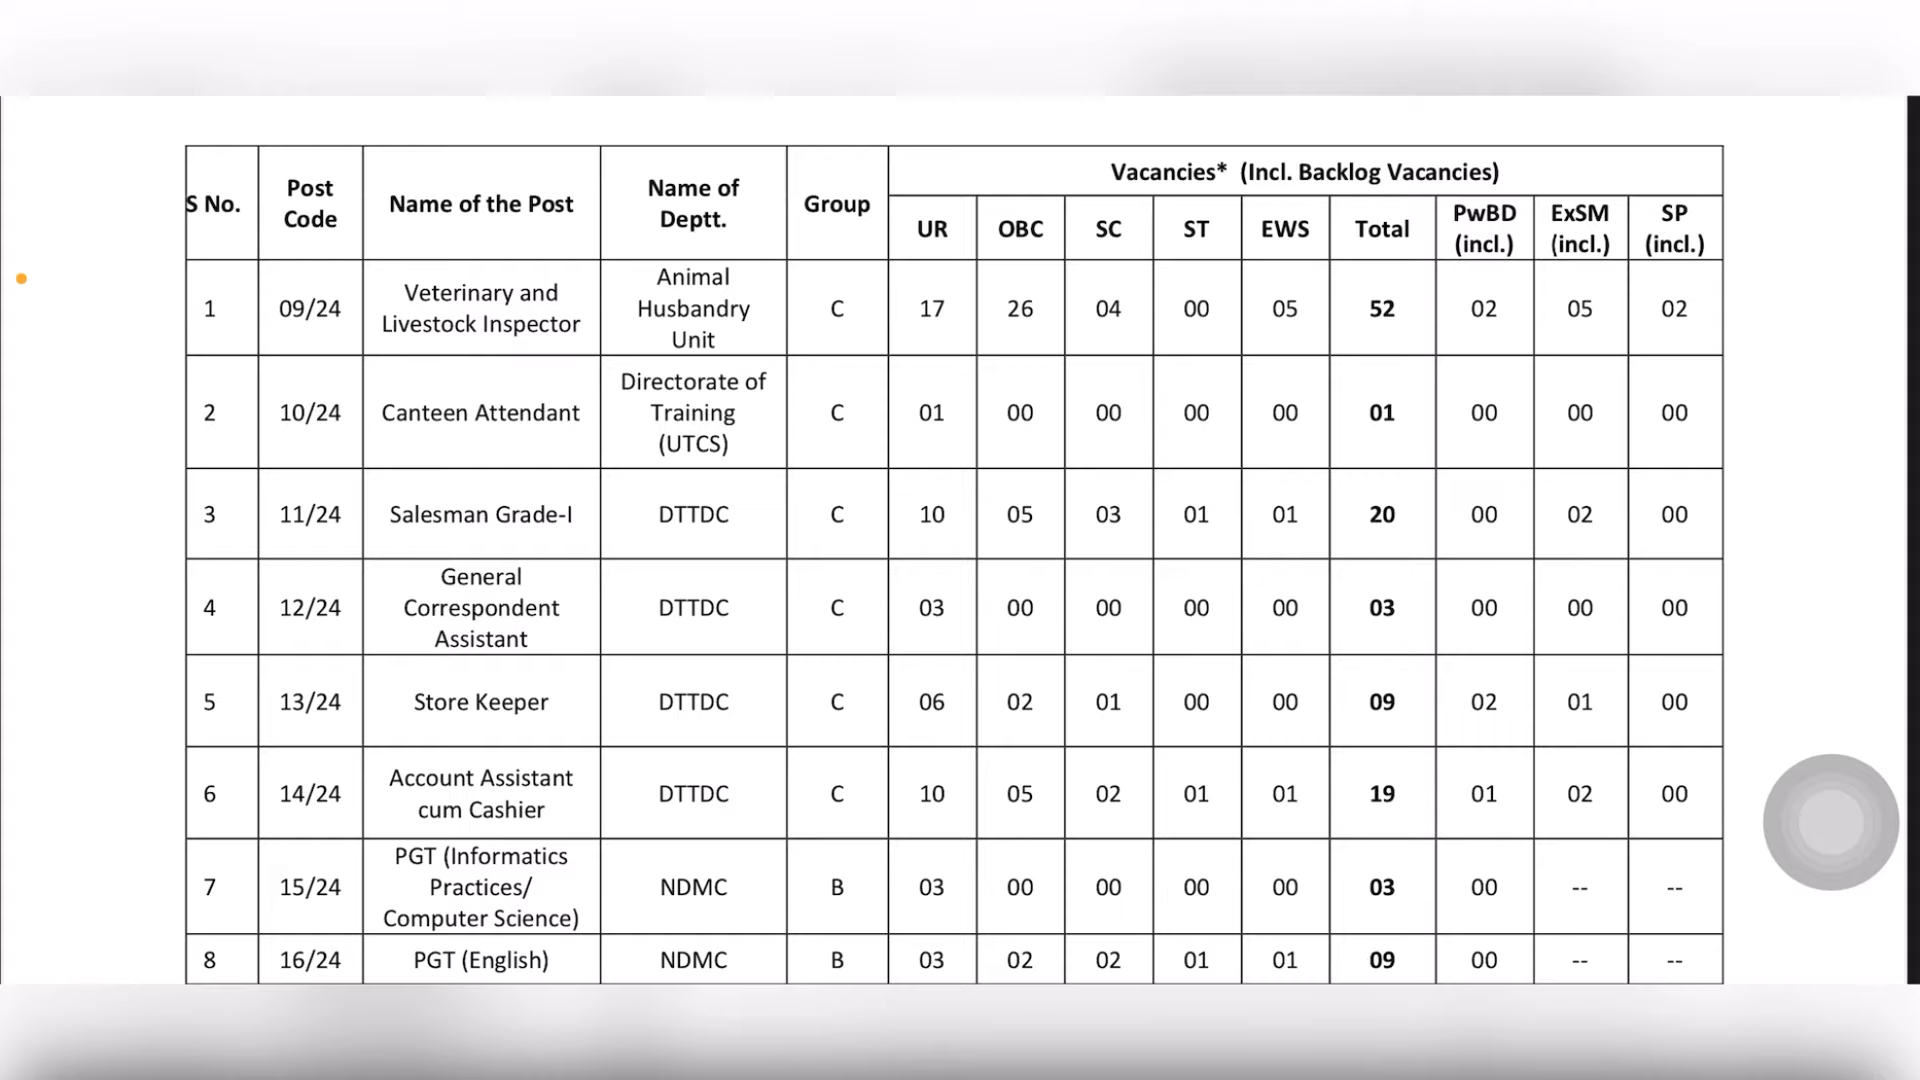 S No. Post Code Name of the Post Name of Deptt. Group Vacancies* (Incl. Backlog Vacancies)
UR OBC SC ST EWS Total PwBD (incl.) ExSM (incl.) SP (incl.)
1 09/24 Veterinary and Livestock Inspector Animal Husbandry Unit C 17 26 04 00 05 52 02 05 02
2 10/24 Canteen Attendant Directorate of Training (UTCS) C 01 00 00 00 00 01 00 00 00
3 11/24 Salesman Grade-I DTTDC C 10 05 03 01 01 20 00 02 00
4 12/24 General Correspondent Assistant DTTDC C 03 00 00 00 00 03 00 00 00
5 13/24 Store Keeper DTTDC C 06 02 01 00 00 09 02 01 00
6 14/24 Account Assistant cum Cashier DTTDC C 10 05 02 01 01 19 01 02 00
7 15/24 PGT (Informatics Practices/ Computer Science) NDMC B 03 00 00 00 00 03 00 -- --
8 16/24 PGT (English) NDMC B 03 02 02 01 01 09 00 -- --